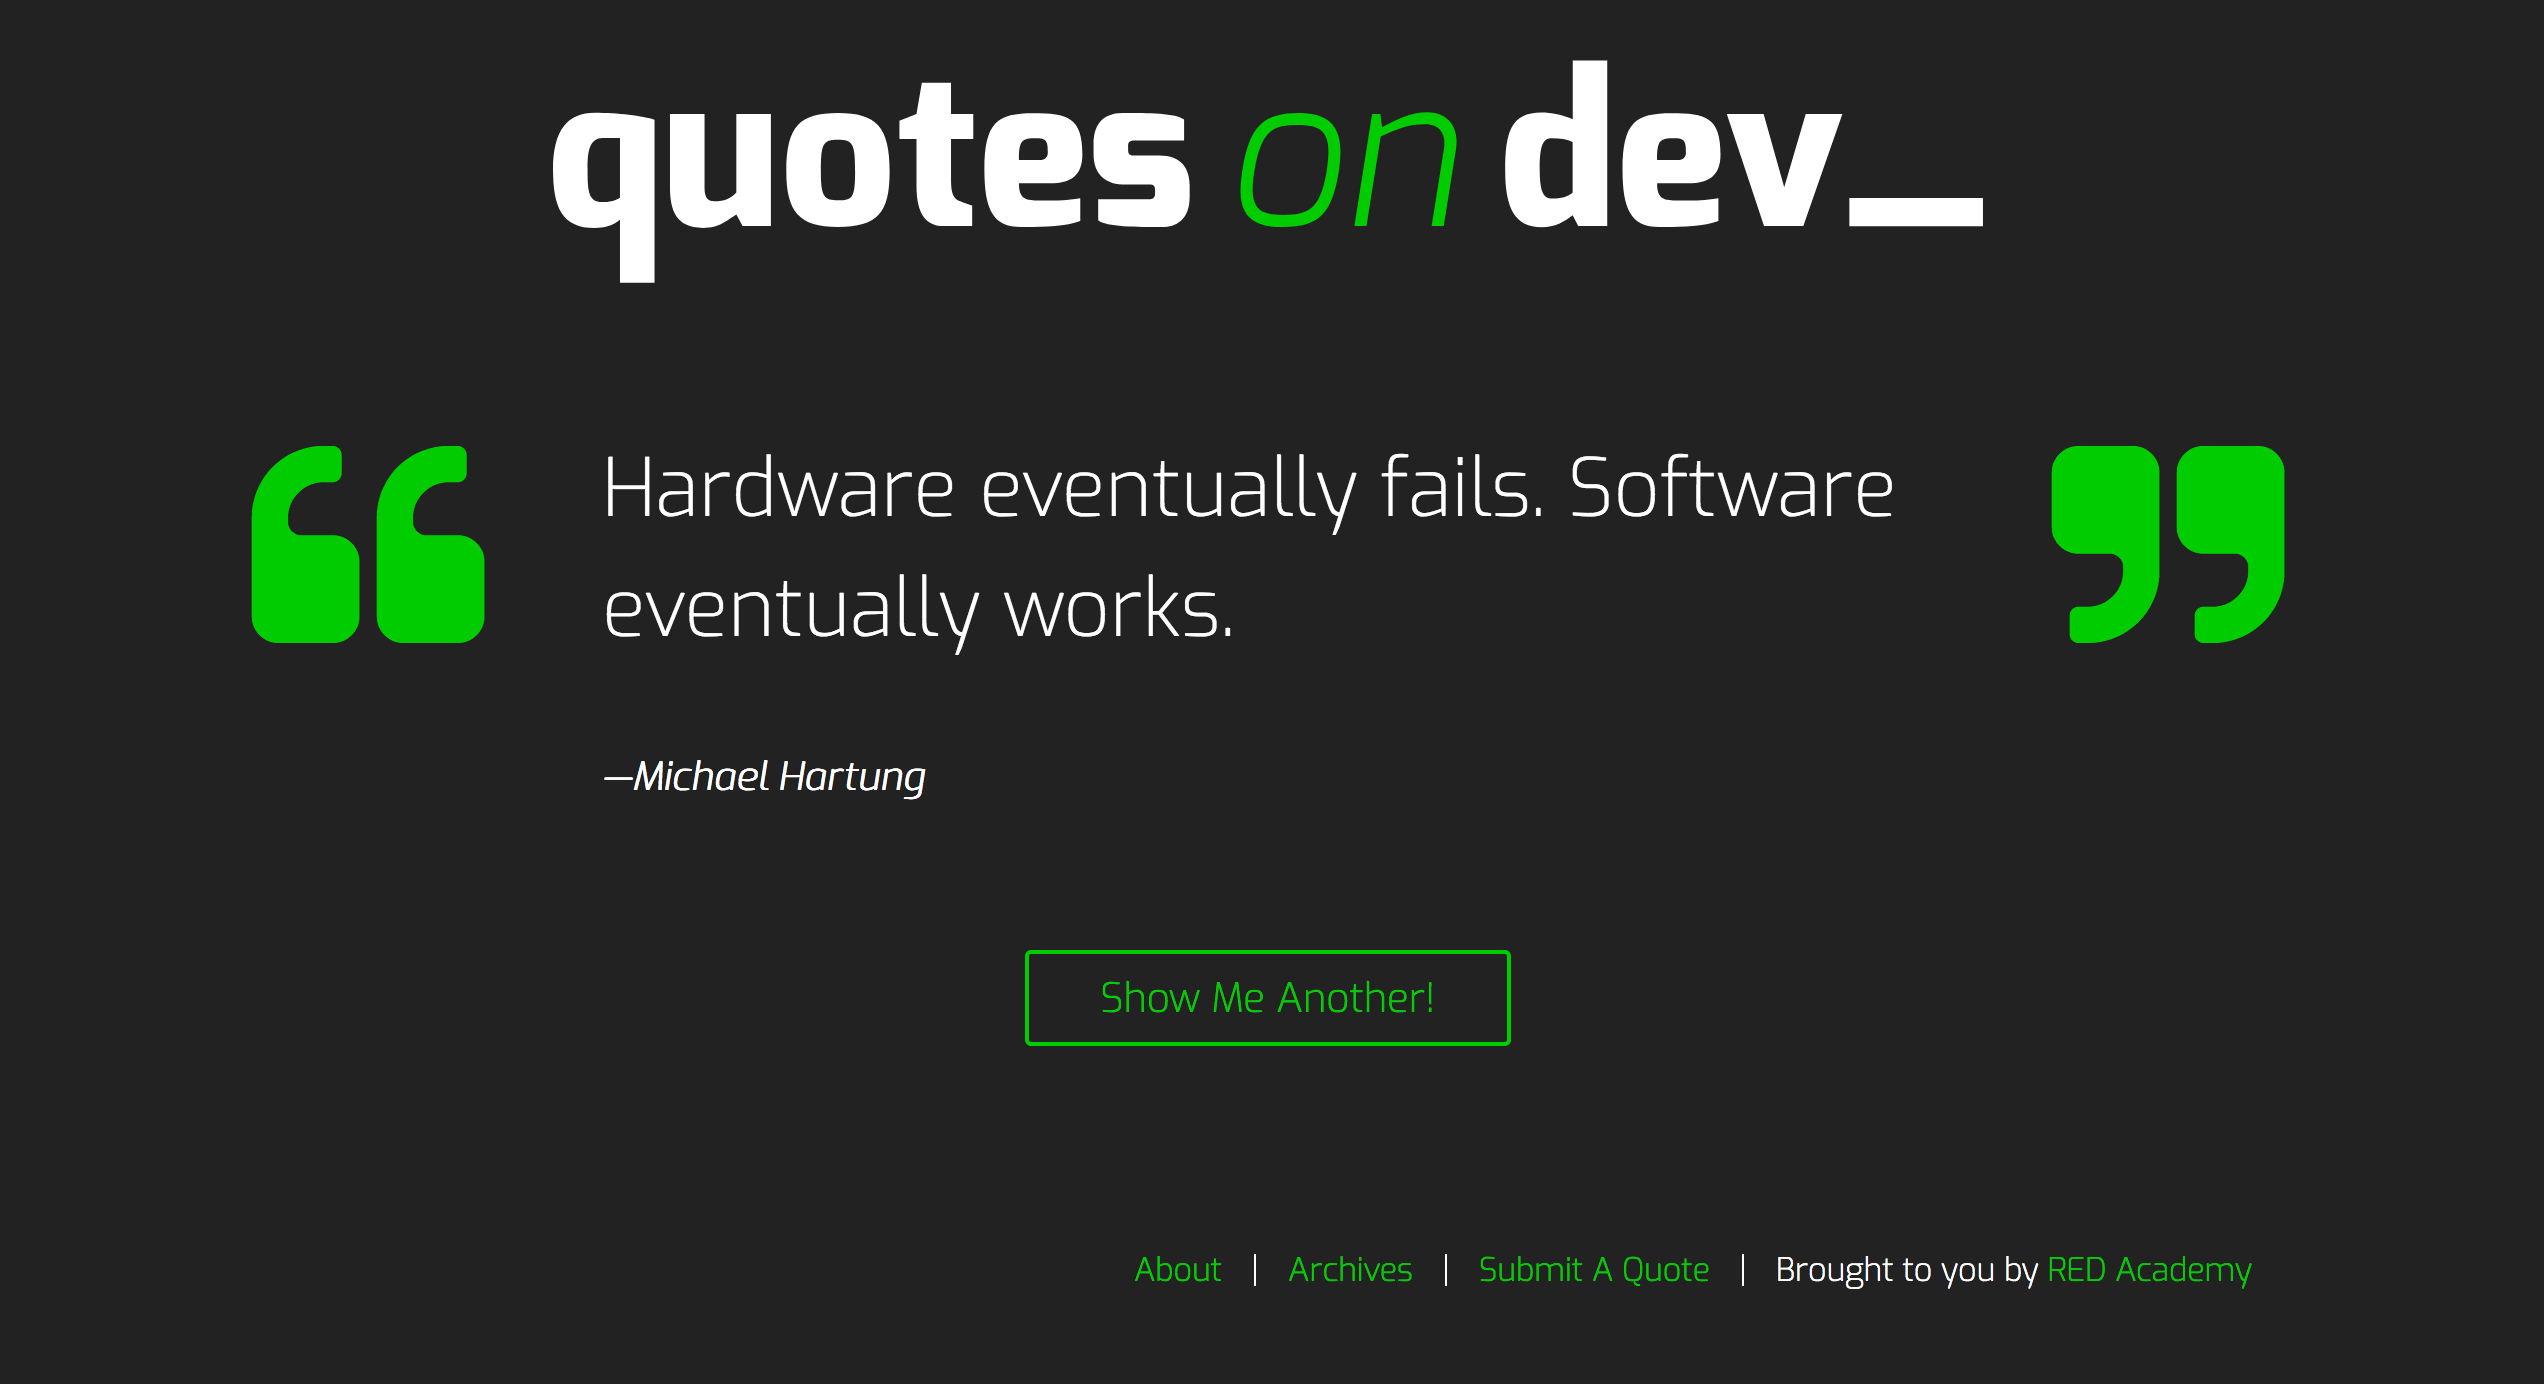 quotes on dev_
“ Hardware eventually fails. Software ”
eventually works.
—Michael Hartung
Show Me Another!
About | Archives | Submit A Quote | Brought to you by RED Academy